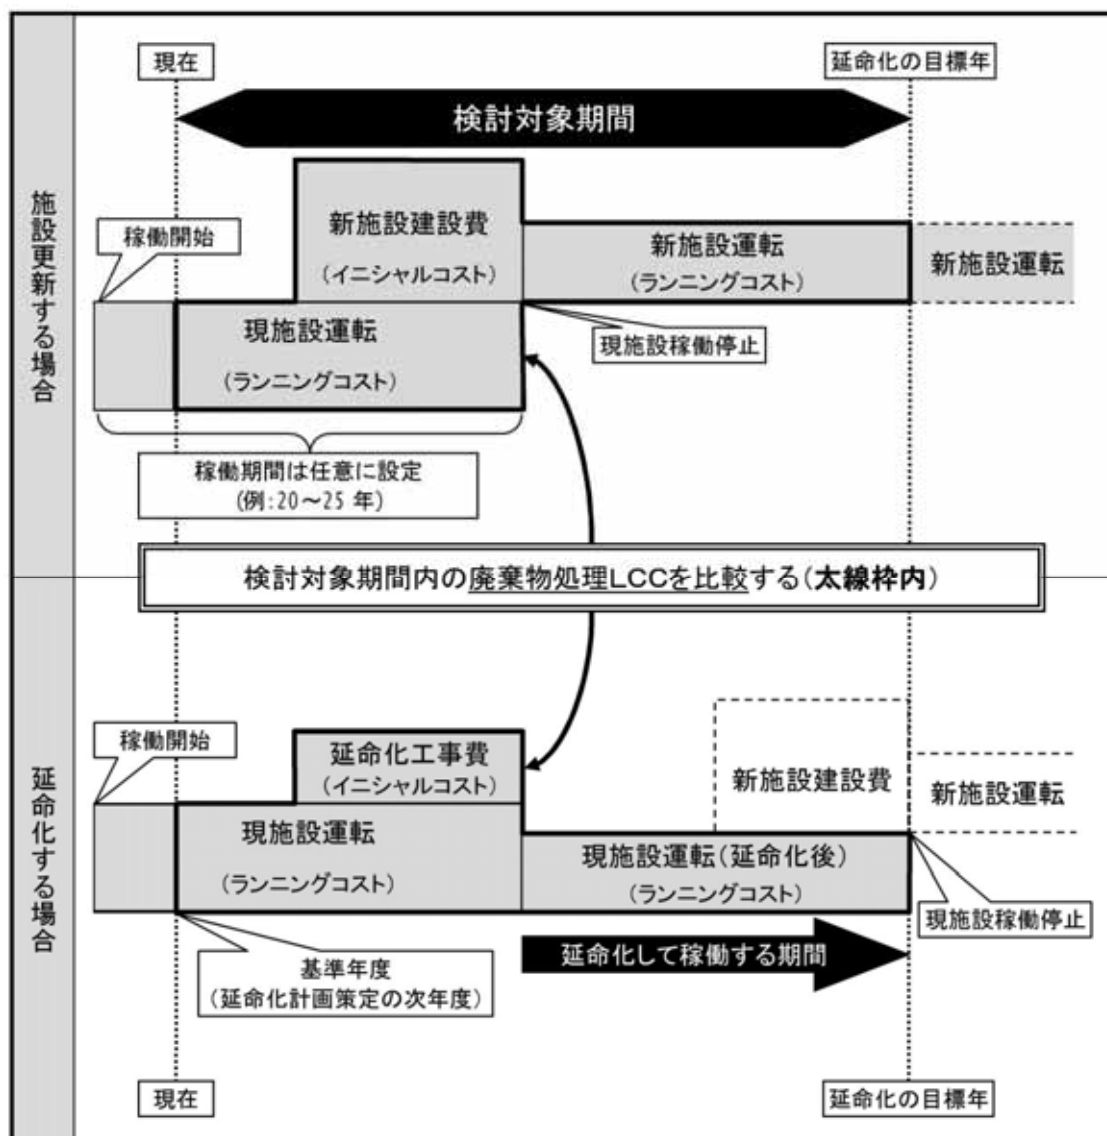 現在
延命化の目標年
検討対象期間
施設更新する場合
稼働開始
新施設建設費
(イニシャルコスト)
新施設運転
(ランニングコスト)
新施設運転
現施設運転
(ランニングコスト)
現施設稼働停止
稼働期間は任意に設定
(例:20～25 年)
検討対象期間内の廃棄物処理LCCを比較する(太線枠内)
延命化する場合
稼働開始
延命化工事費
(イニシャルコスト)
新施設建設費
新施設運転
現施設運転
(ランニングコスト)
現施設運転(延命化後)
(ランニングコスト)
現施設稼働停止
延命化して稼働する期間
基準年度
(延命化計画策定の次年度)
現在
延命化の目標年